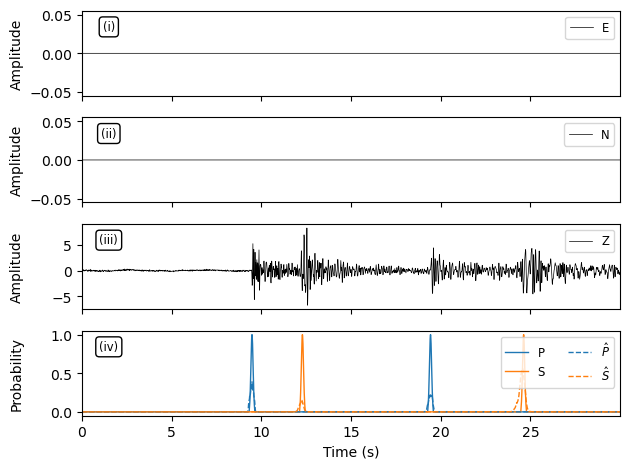 0.05
0.00
−0.05
Amplitude
(i)
E
0.05
0.00
−0.05
Amplitude
(ii)
N
5
0
−5
Amplitude
(iii)
Z
1.0
0.5
0.0
Probability
(iv)
P
S
P̂
Ŝ
0 5 10 15 20 25
Time (s)